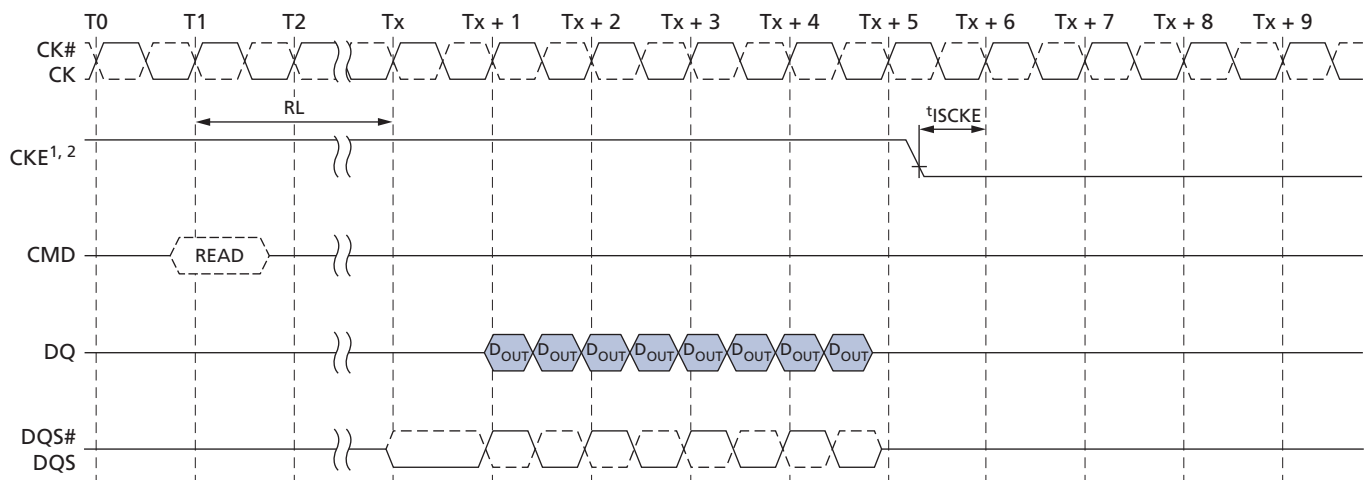 T0 T1 T2 Tx Tx + 1 Tx + 2 Tx + 3 Tx + 4 Tx + 5 Tx + 6 Tx + 7 Tx + 8 Tx + 9
CK#
CK
RL
tISCKE
CKE1, 2
CMD
READ
DQ
DOUT DOUT DOUT DOUT DOUT DOUT DOUT DOUT
DQS#
DQS